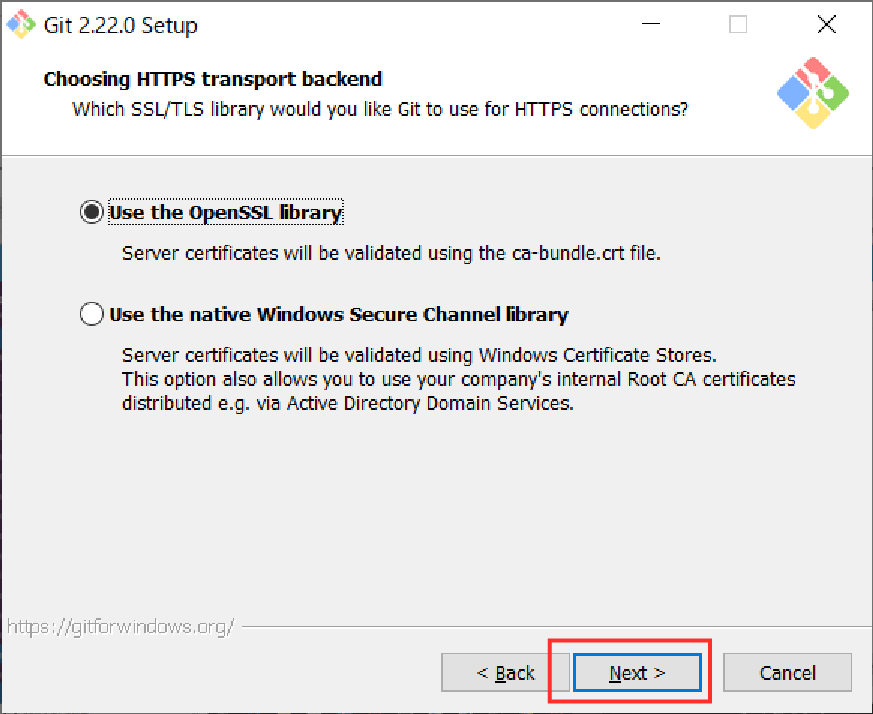 Git 2.22.0 Setup
Choosing HTTPS transport backend
Which SSL/TLS library would you like Git to use for HTTPS connections?
Use the OpenSSL library
Server certificates will be validated using the ca-bundle.crt file.
Use the native Windows Secure Channel library
Server certificates will be validated using Windows Certificate Stores.
This option also allows you to use your company's internal Root CA certificates
distributed e.g. via Active Directory Domain Services.
https://gitforwindows.org/
< Back
Next >
Cancel